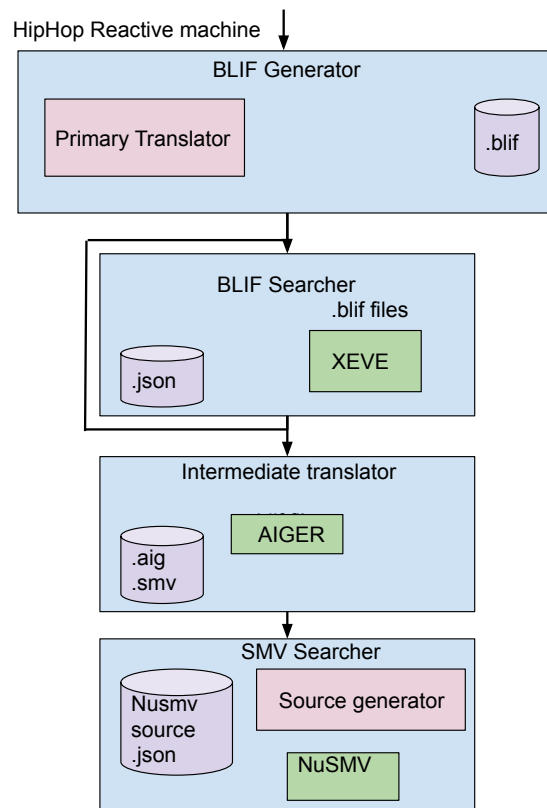 HipHop Reactive machine
BLIF Generator
Primary Translator
.blif
BLIF Searcher
.blif files
XEVE
.json
Intermediate translator
AIGER
.aig
.smv
SMV Searcher
Nusmv
source
.json
Source generator
NuSMV